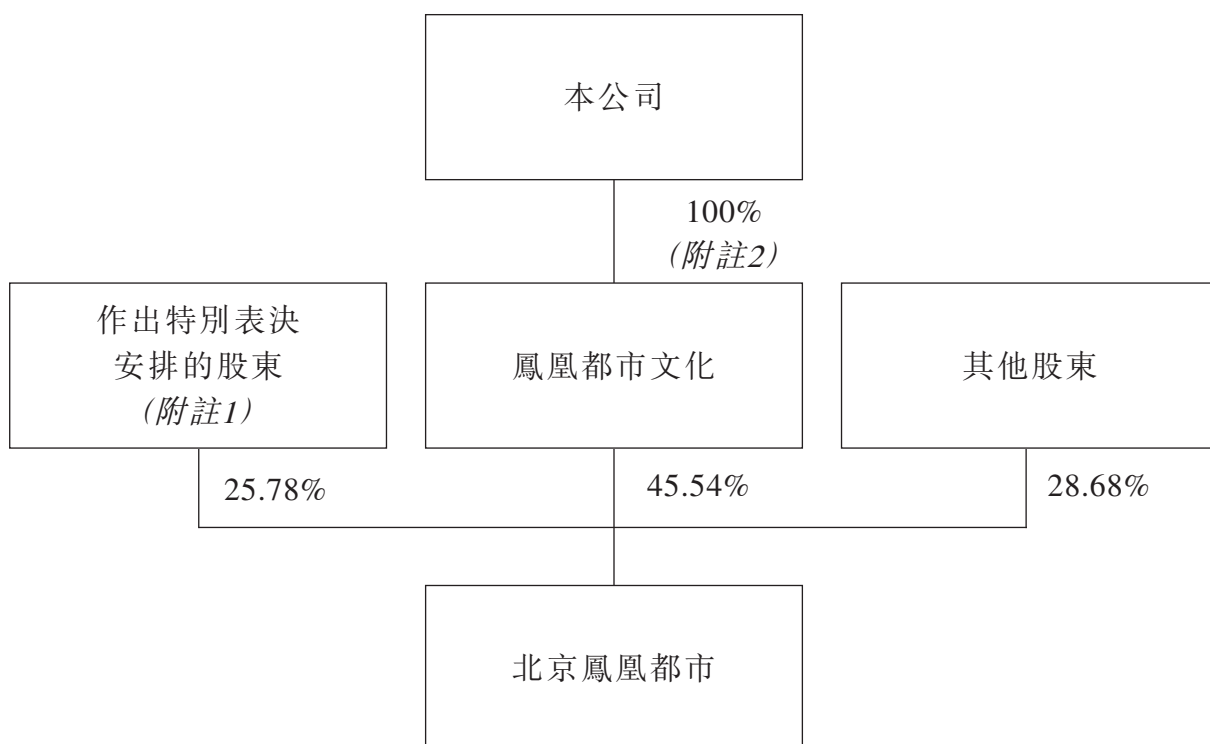 本公司
100%
(附註2)
作出特別表決
安排的股東
(附註1)
鳳凰都市文化
其他股東
25.78%
45.54%
28.68%
北京鳳凰都市